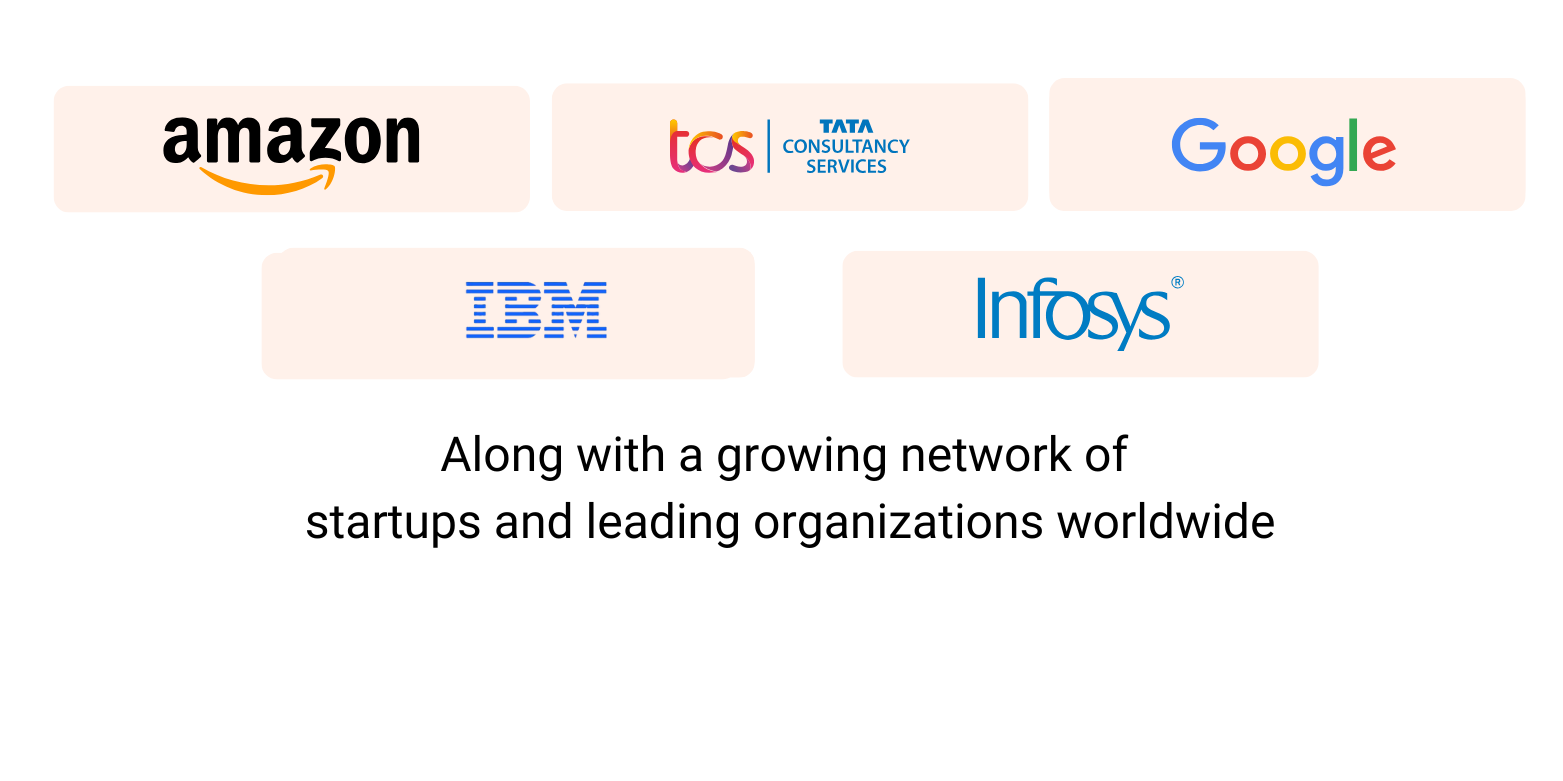 amazon
tcs
TATA
CONSULTANCY
SERVICES
Google
IBM
Infosys®
Along with a growing network of
startups and leading organizations worldwide